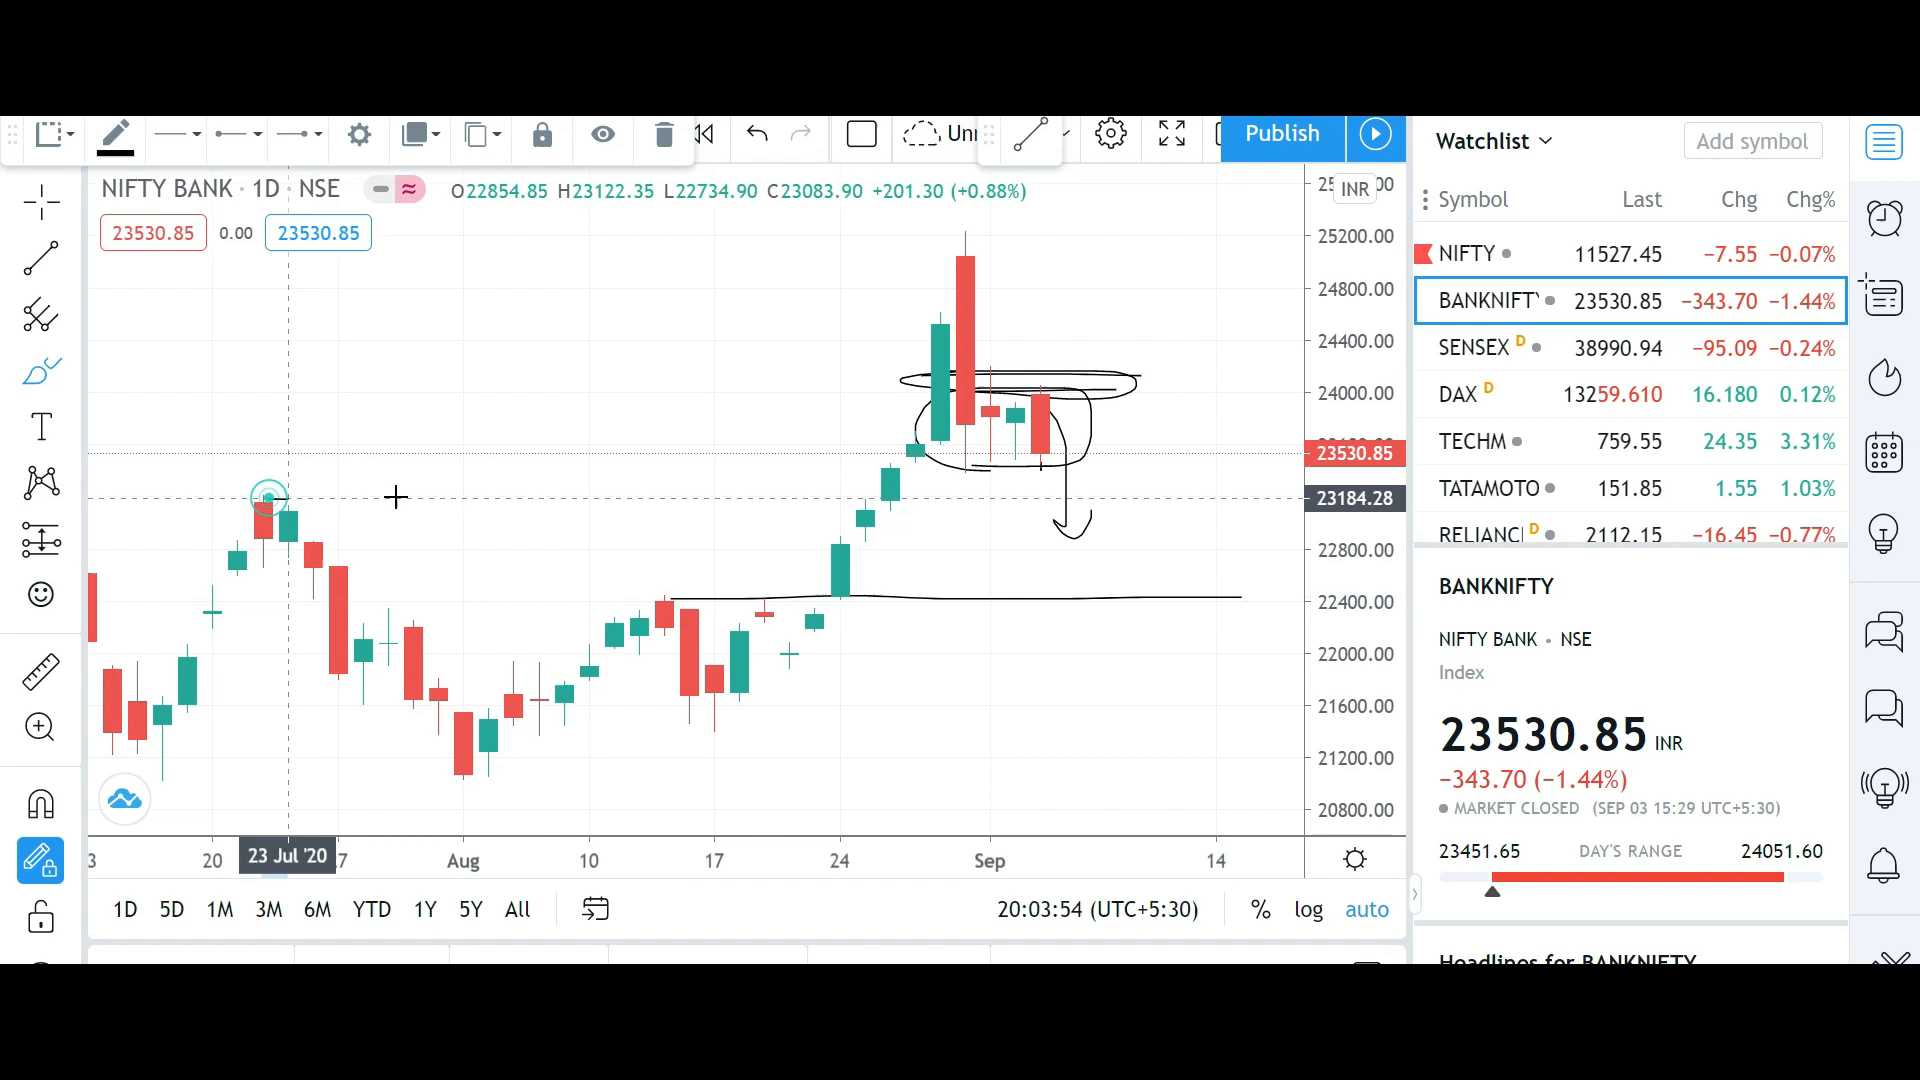 Unr
Publish
NIFTY BANK · 1D · NSE
O22854.85 H23122.35 L22734.90 C23083.90 +201.30 (+0.88%)
INR
23530.85 0.00 23530.85
25200.00
24800.00
24400.00
24000.00
23530.85
23184.28
22800.00
22400.00
22000.00
21600.00
21200.00
20800.00
3 20 23 Jul '20 7 Aug 10 17 24 Sep 14
1D 5D 1M 3M 6M YTD 1Y 5Y All
20:03:54 (UTC+5:30) % log auto
Watchlist
Add symbol
Symbol Last Chg Chg%
NIFTY 11527.45 −7.55 −0.07%
BANKNIFTY 23530.85 −343.70 −1.44%
SENSEX D 38990.94 −95.09 −0.24%
DAX D 13259.610 16.180 0.12%
TECHM 759.55 24.35 3.31%
TATAMOTO 151.85 1.55 1.03%
RELIANCI D 2112.15 −16.45 −0.77%
BANKNIFTY
NIFTY BANK · NSE
Index
23530.85 INR
−343.70 (−1.44%)
MARKET CLOSED (SEP 03 15:29 UTC+5:30)
23451.65 DAY'S RANGE 24051.60
Headlines for BANKNIFTY